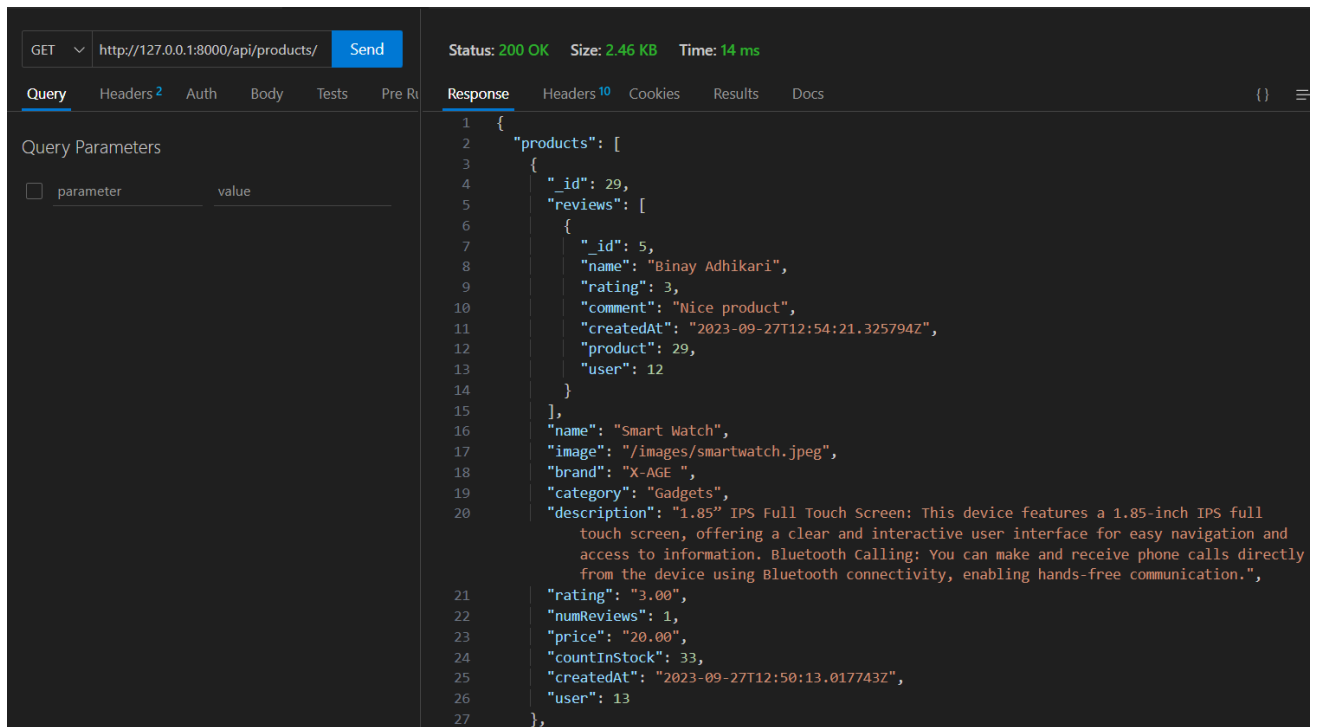 GET http://127.0.0.1:8000/api/products/ Send
Query Headers 2 Auth Body Tests Pre Ru
Query Parameters
parameter value
Status: 200 OK Size: 2.46 KB Time: 14 ms
Response Headers 10 Cookies Results Docs {}
1 {
2 "products": [
3 {
4 "_id": 29,
5 "reviews": [
6 {
7 "_id": 5,
8 "name": "Binay Adhikari",
9 "rating": 3,
10 "comment": "Nice product",
11 "createdAt": "2023-09-27T12:54:21.325794Z",
12 "product": 29,
13 "user": 12
14 }
15 ],
16 "name": "Smart Watch",
17 "image": "/images/smartwatch.jpeg",
18 "brand": "X-AGE ",
19 "category": "Gadgets",
20 "description": "1.85” IPS Full Touch Screen: This device features a 1.85-inch IPS full
touch screen, offering a clear and interactive user interface for easy navigation and
access to information. Bluetooth Calling: You can make and receive phone calls directly
from the device using Bluetooth connectivity, enabling hands-free communication.",
21 "rating": "3.00",
22 "numReviews": 1,
23 "price": "20.00",
24 "countInStock": 33,
25 "createdAt": "2023-09-27T12:50:13.017743Z",
26 "user": 13
27 },